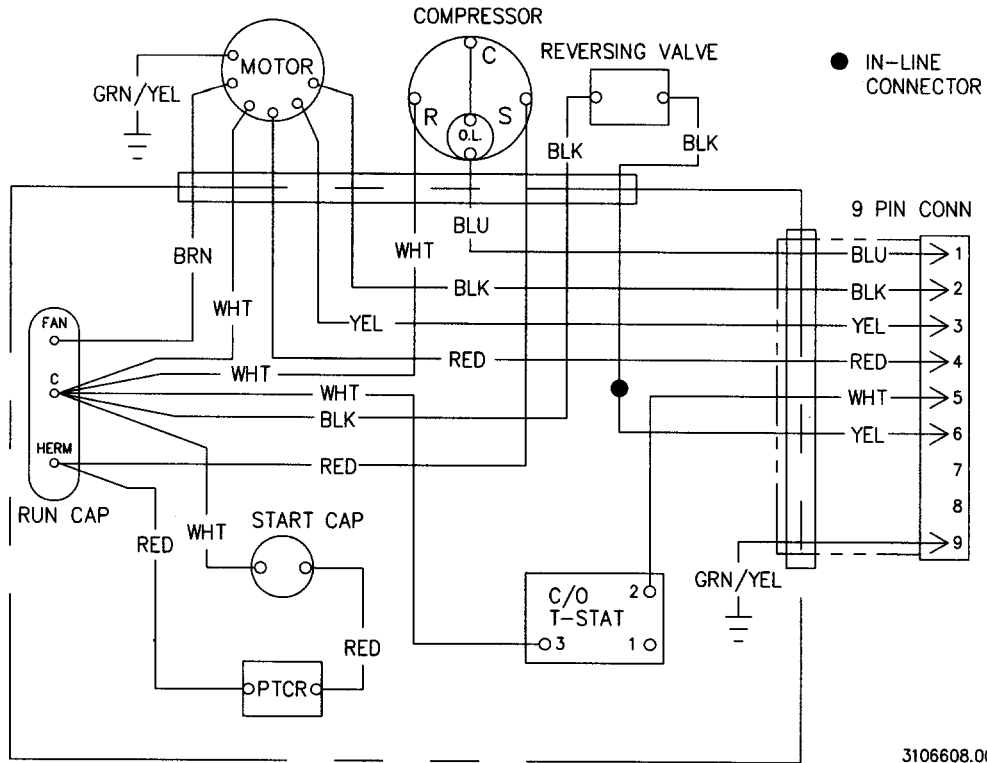 COMPRESSOR
MOTOR
C
R
S
O.L.
REVERSING VALVE
IN-LINE
CONNECTOR
GRN/YEL
BLK
BLK
BLU
WHT
BRN
WHT
9 PIN CONN
BLU
1
BLK
BLK
2
YEL
YEL
3
RED
RED
4
WHT
5
YEL
6
7
8
9
FAN
C
HERM
RUN CAP
WHT
WHT
BLK
RED
RED
WHT
START CAP
RED
PTCR
C/O
T-STAT
2
3
1
GRN/YEL